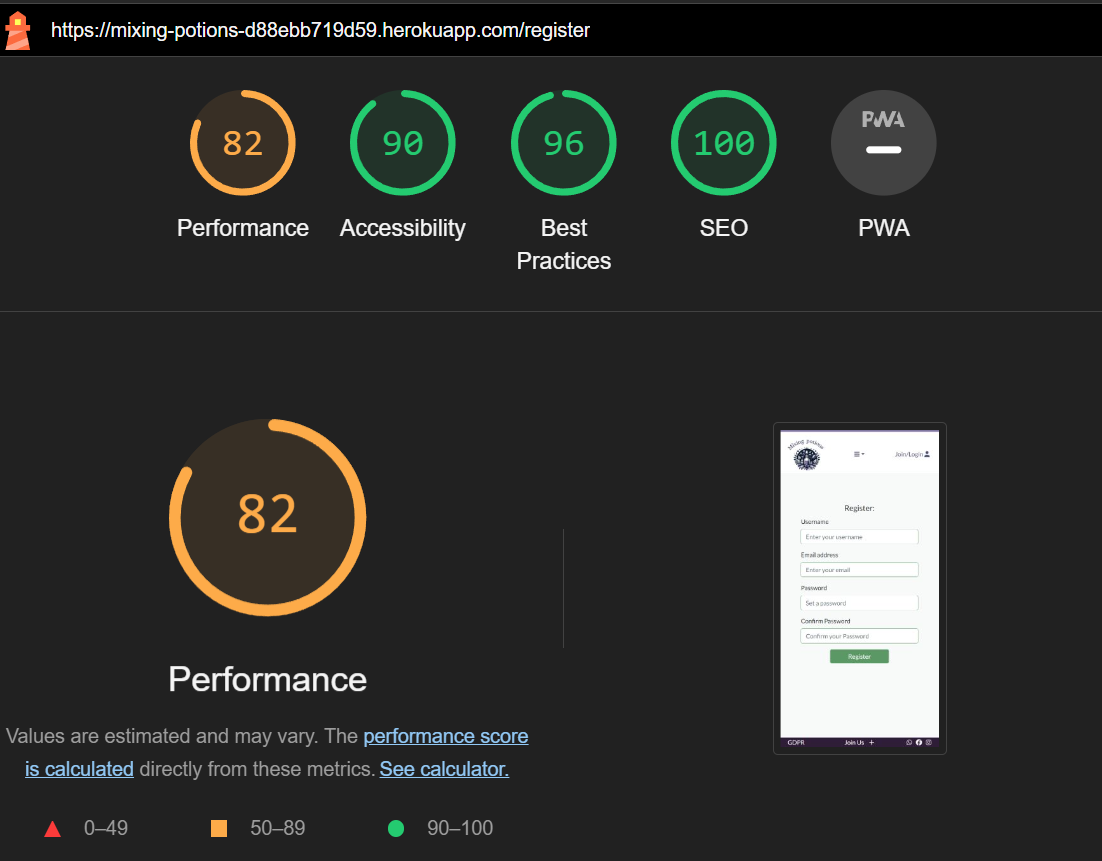 https://mixing-potions-d88ebb719d59.herokuapp.com/register
82
90
96
100
PWA
Performance
Accessibility
Best
Practices
SEO
PWA
82
Performance
Values are estimated and may vary. The performance score
is calculated directly from these metrics. See calculator.
0–49
50–89
90–100
Mixing potions
Join/Login
Register:
Username
Enter your username
Email address
Enter your email
Password
Set a password
Confirm Password
Confirm your Password
Register
GDPR
Join Us +